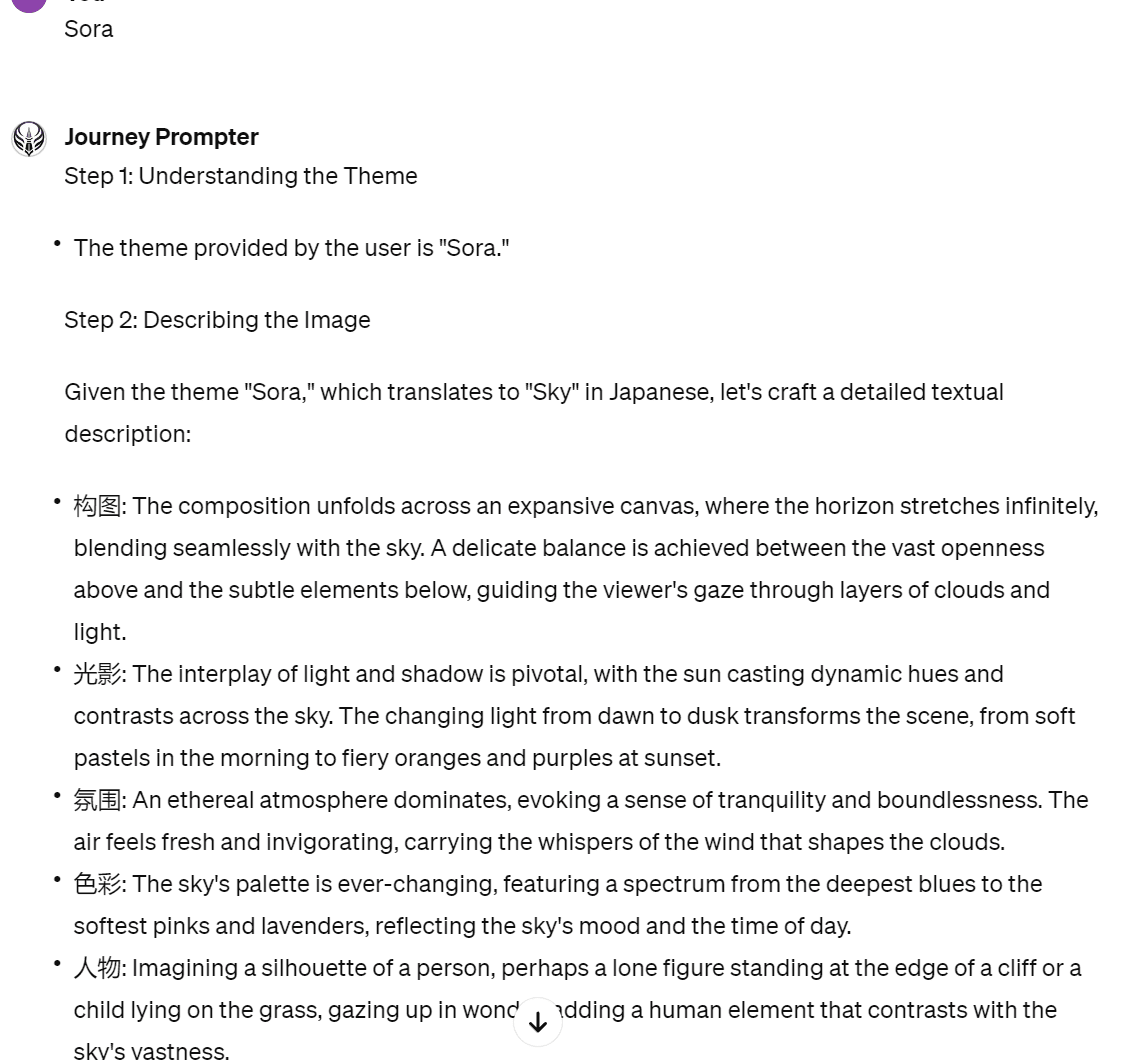 Sora
Journey Prompter
Step 1: Understanding the Theme
• The theme provided by the user is "Sora."
Step 2: Describing the Image
Given the theme "Sora," which translates to "Sky" in Japanese, let's craft a detailed textual
description:
• 构图: The composition unfolds across an expansive canvas, where the horizon stretches infinitely,
blending seamlessly with the sky. A delicate balance is achieved between the vast openness
above and the subtle elements below, guiding the viewer's gaze through layers of clouds and
light.
• 光影: The interplay of light and shadow is pivotal, with the sun casting dynamic hues and
contrasts across the sky. The changing light from dawn to dusk transforms the scene, from soft
pastels in the morning to fiery oranges and purples at sunset.
• 氛围: An ethereal atmosphere dominates, evoking a sense of tranquility and boundlessness. The
air feels fresh and invigorating, carrying the whispers of the wind that shapes the clouds.
• 色彩: The sky's palette is ever-changing, featuring a spectrum from the deepest blues to the
softest pinks and lavenders, reflecting the sky's mood and the time of day.
• 人物: Imagining a silhouette of a person, perhaps a lone figure standing at the edge of a cliff or a
child lying on the grass, gazing up in adding a human element that contrasts with the
sky's vastness.